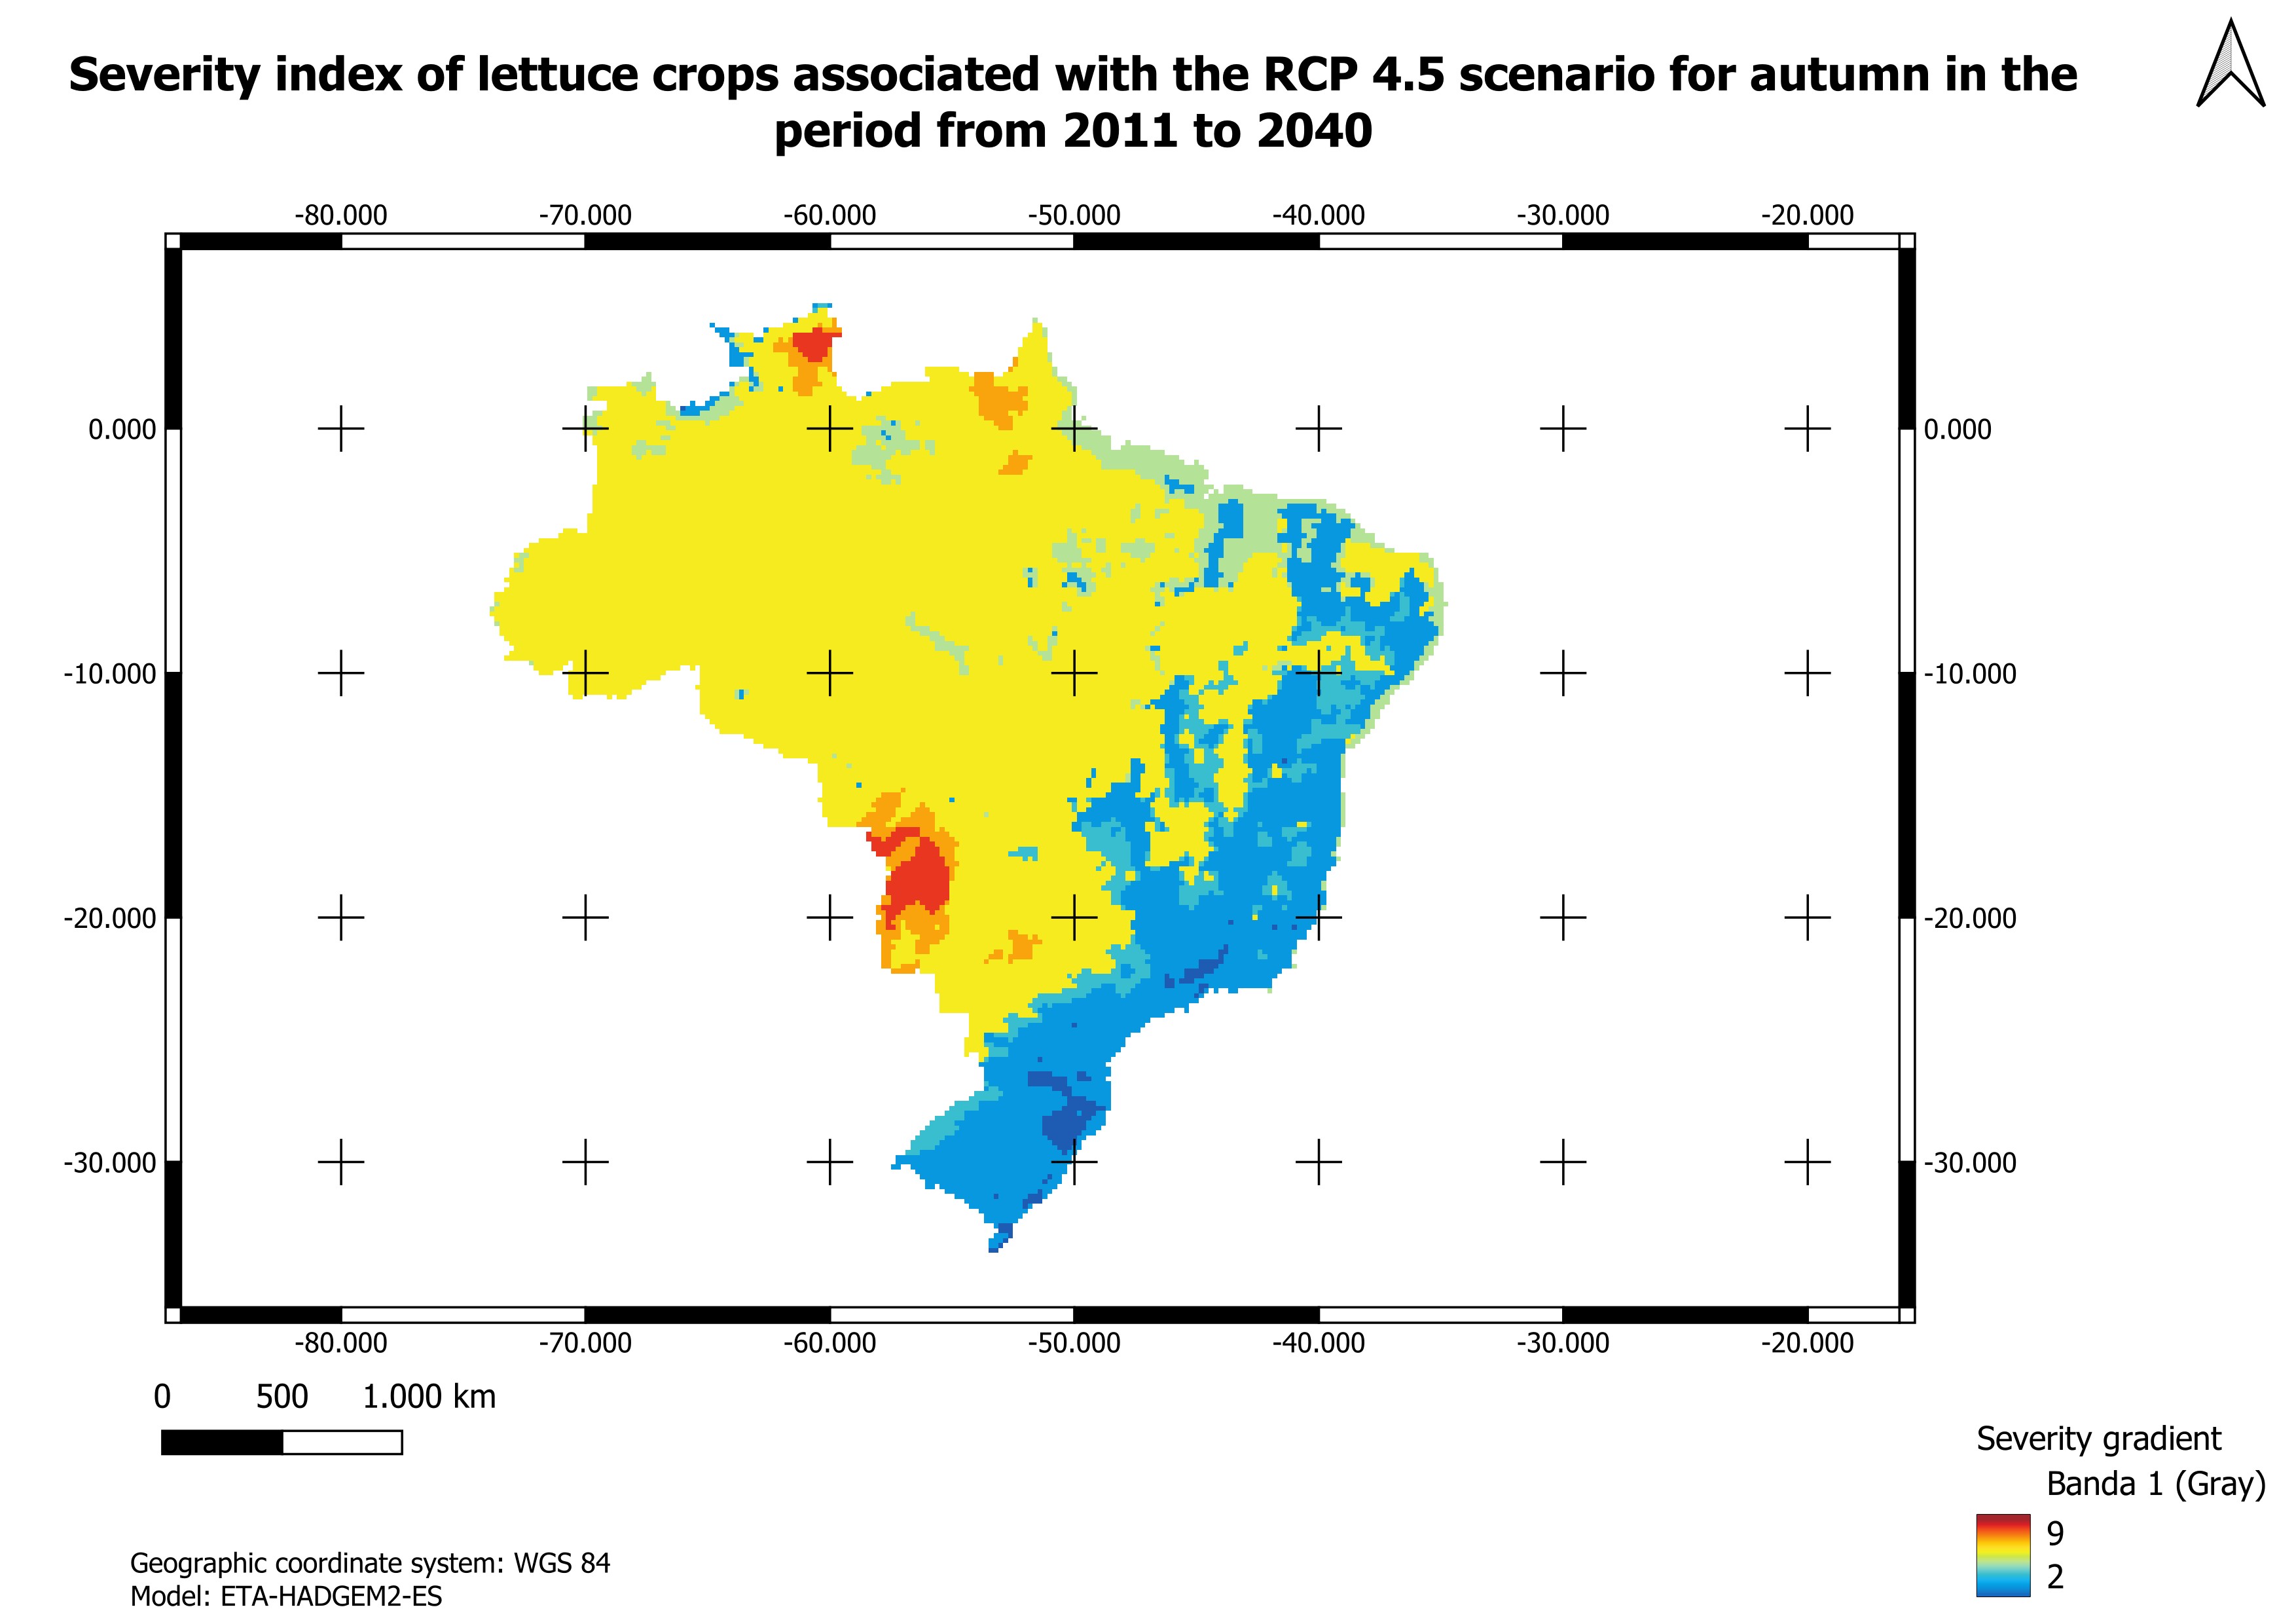 Severity index of lettuce crops associated with the RCP 4.5 scenario for autumn in the
period from 2011 to 2040
-80.000 -70.000 -60.000 -50.000 -40.000 -30.000 -20.000
0.000 0.000
-10.000 -10.000
-20.000 -20.000
-30.000 -30.000
-80.000 -70.000 -60.000 -50.000 -40.000 -30.000 -20.000
0 500 1.000 km
Severity gradient
Banda 1 (Gray)
9
2
Geographic coordinate system: WGS 84
Model: ETA-HADGEM2-ES